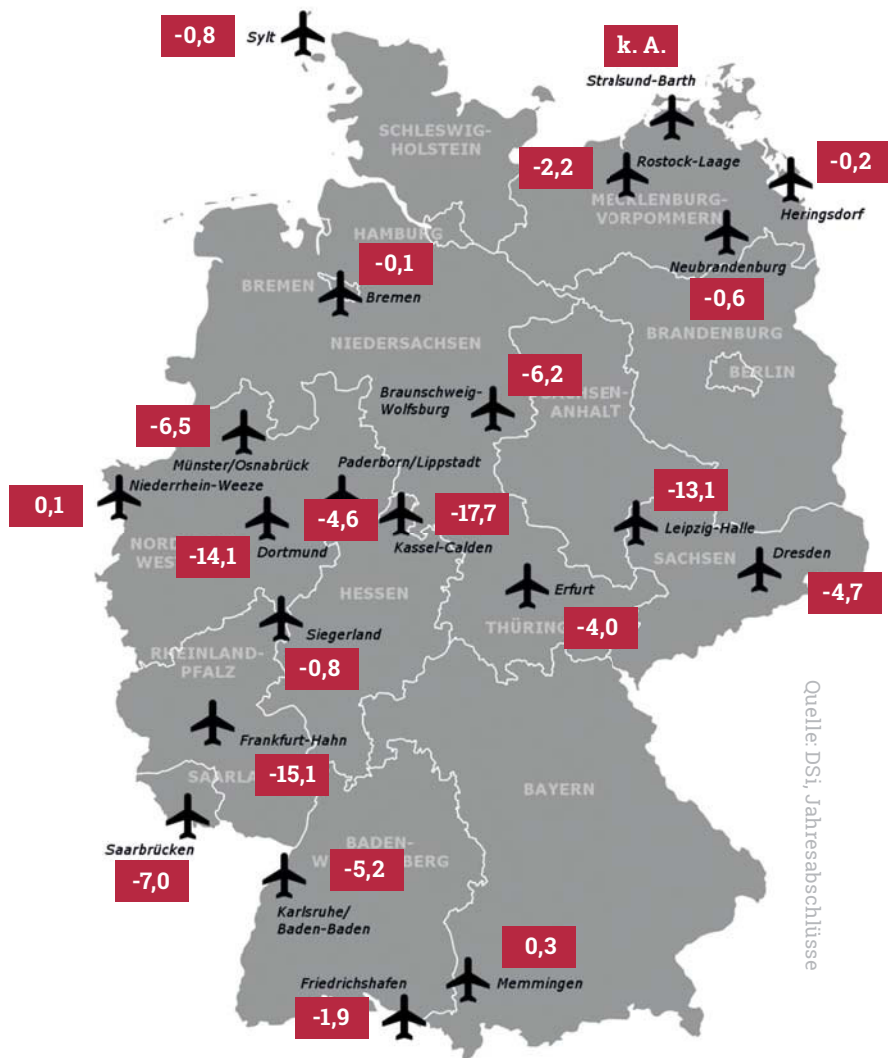 -0,8
Sylt
k. A.
Stralsund-Barth
SCHLESWIG-
HOLSTEIN
-2,2
Rostock-Laage
-0,2
Heringsdorf
MECKLENBURG-
VORPOMMERN
HAMBURG
Neubrandenburg
-0,6
-0,1
Bremen
BREMEN
BRANDENBURG
NIEDERSACHSEN
BERLIN
-6,2
Braunschweig-
Wolfsburg
ANHALT
-6,5
Münster/Osnabrück
Paderborn/Lippstadt
0,1
Niederrhein-Weeze
-4,6
-17,7
Kassel-Calden
-13,1
Leipzig-Halle
-14,1
Dortmund
SACHSEN
Dresden
-4,7
HESSEN
Erfurt
-4,0
Siegerland
-0,8
RHEINLAND-
PFALZ
Frankfurt-Hahn
-15,1
BAYERN
Saarbrücken
-7,0
BADEN-
-5,2
Karlsruhe/
Baden-Baden
0,3
Memmingen
Friedrichshafen
-1,9
Quelle: DSi, Jahresabschlüsse